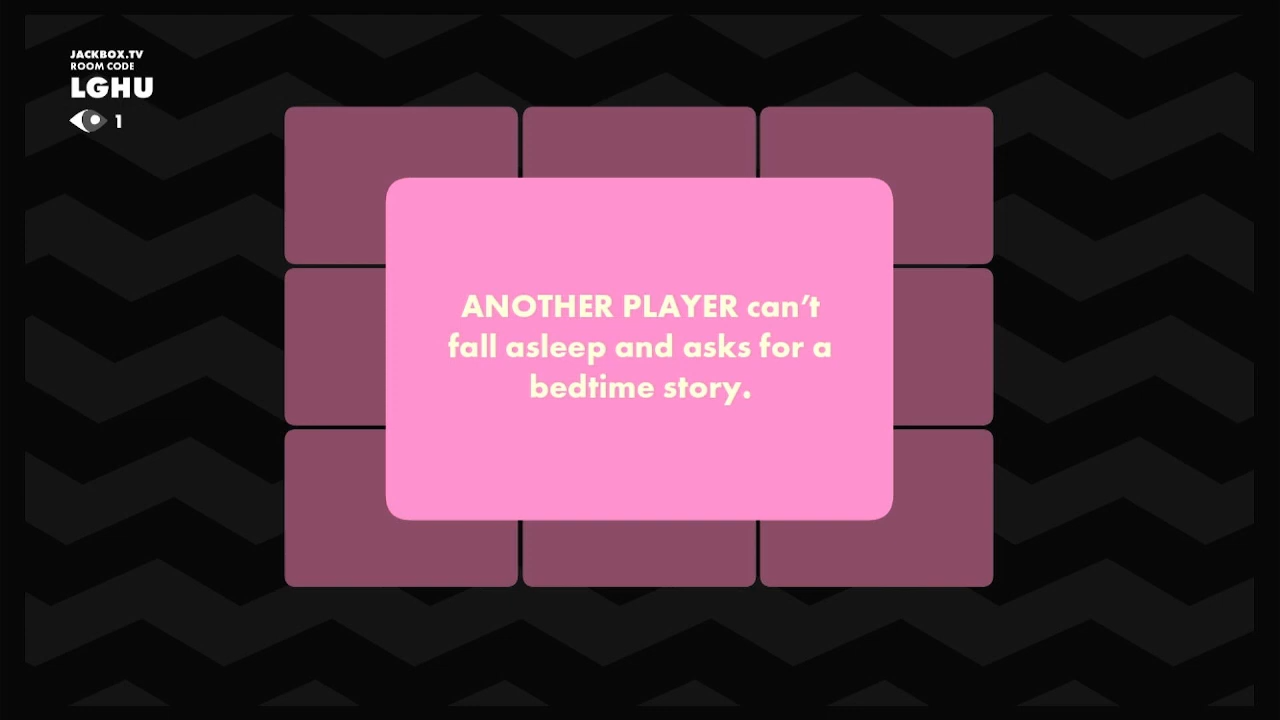 JACKBOX.TV
ROOM CODE
LGHU
1
ANOTHER PLAYER can't
fall asleep and asks for a
bedtime story.